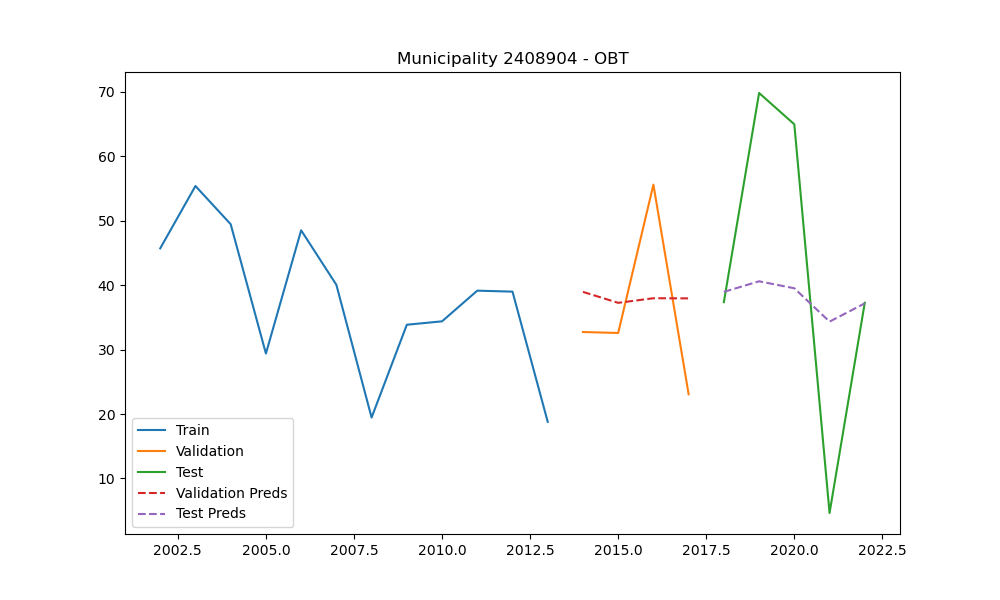 Municipality 2408904 - OBT
70
60
50
40
30
20
10
Train
Validation
Test
Validation Preds
Test Preds
2002.5 2005.0 2007.5 2010.0 2012.5 2015.0 2017.5 2020.0 2022.5